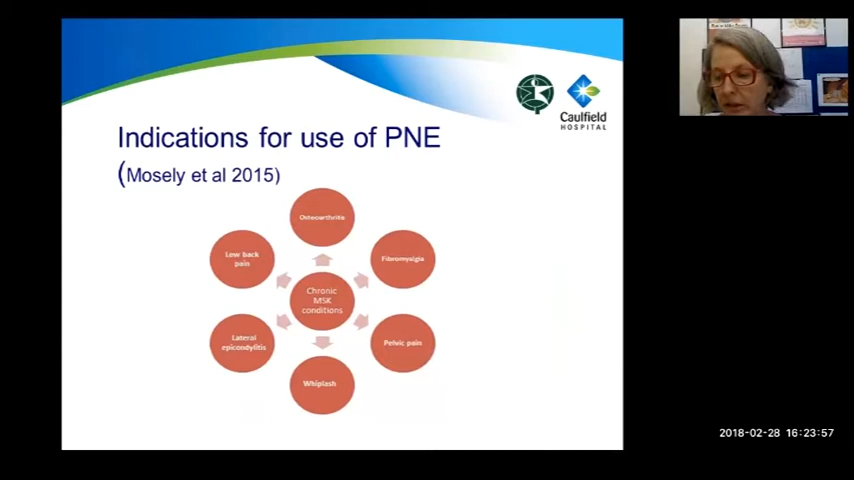 Caulfield
HOSPITAL
Indications for use of PNE
(Mosely et al 2015)
Osteoarthritis
Low back
pain
Fibromyalgia
Chronic
MSK
conditions
Lateral
epicondylitis
Pelvic pain
Whiplash
2018-02-28 16:23:57